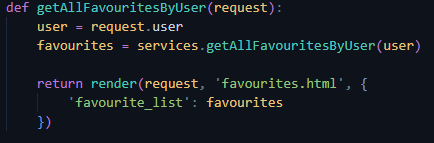 def getAllFavouritesByUser(request):
    user = request.user
    favourites = services.getAllFavouritesByUser(user)

    return render(request, 'favourites.html', {
        'favourite_list': favourites
    })